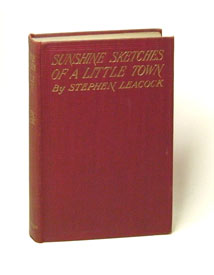 SUNSHINE SKETCHES
OF A LITTLE TOWN
By STEPHEN LEACOCK